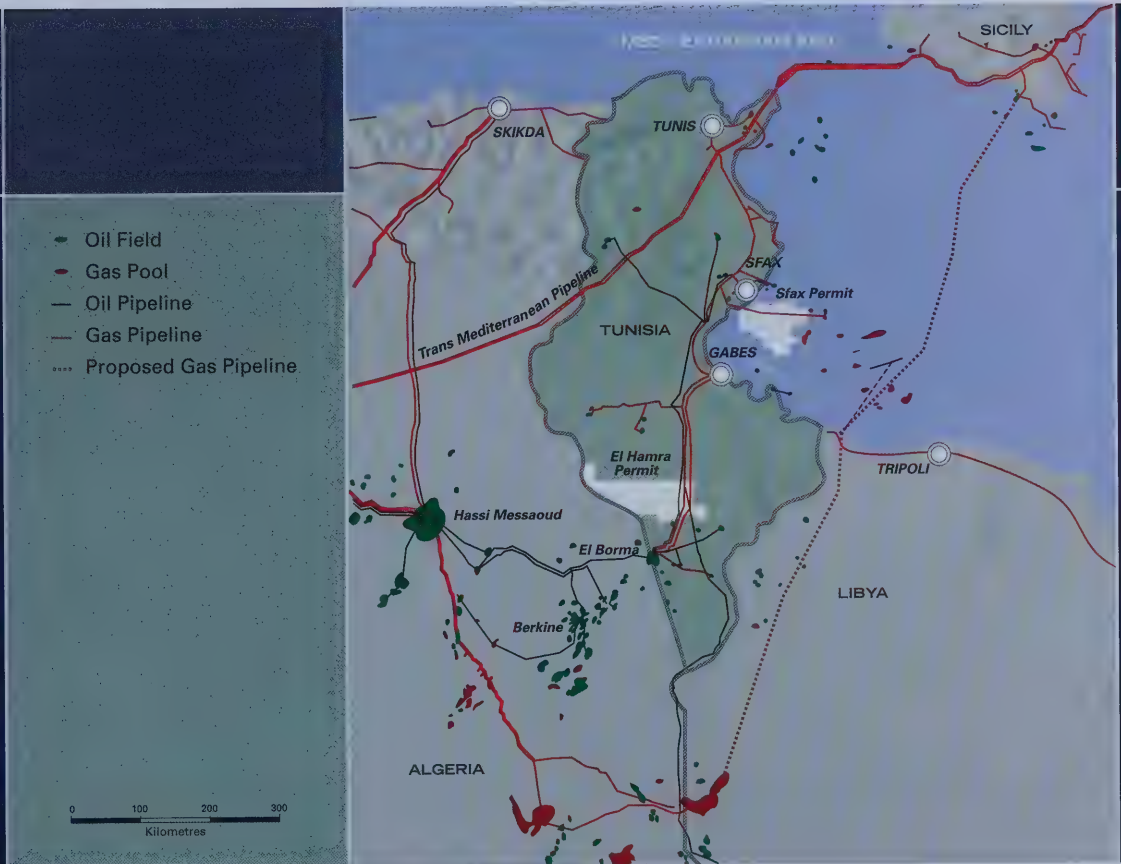 Oil Field
Gas Pool
Oil Pipeline
Gas Pipeline
Proposed Gas Pipeline
0 100 200 300
Kilometres
SICILY
SKIKDA
TUNIS
SFAX
Sfax Permit
Trans Mediterranean Pipeline
TUNISIA
GABES
El Hamra
Permit
TRIPOLI
Hassi Messaoud
El Borma
LIBYA
Berkine
ALGERIA